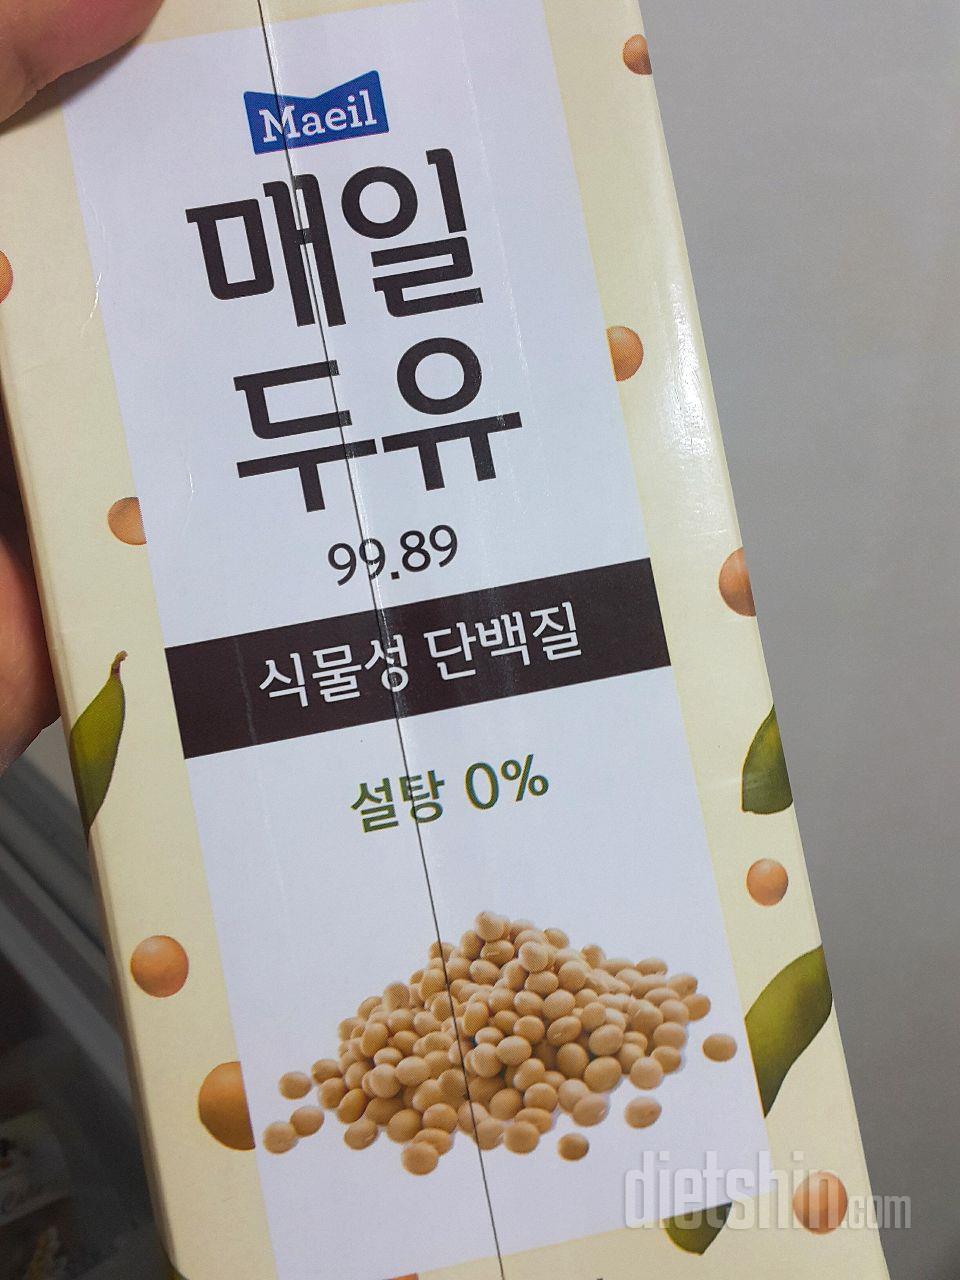 Maeil
매일
두유
99.89
식물성 단백질
설탕 0%
dietshin.com